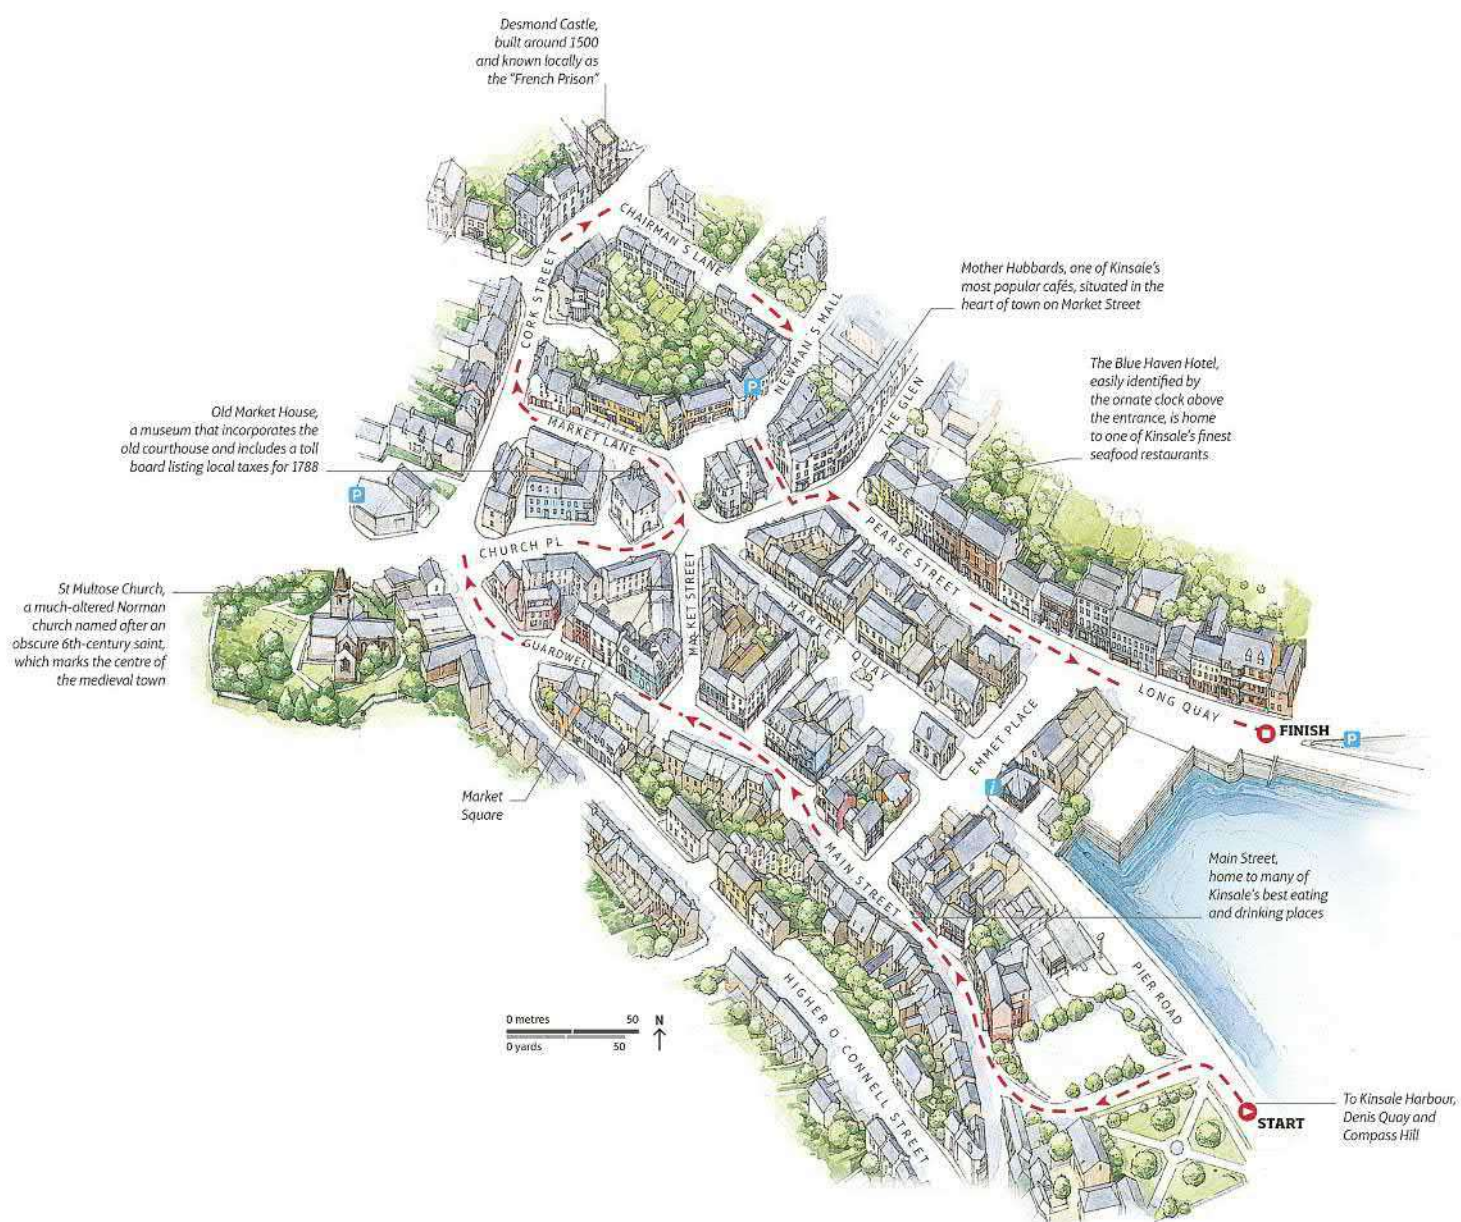 Desmond Castle,
built around 1500
and known locally as
the “French Prison”
CHAIRMAN S LANE
CORK STREET
NEWMAN S MALL
Mother Hubbards, one of Kinsale’s
most popular cafés, situated in the
heart of town on Market Street
The Blue Haven Hotel,
easily identified by
the ornate clock above
the entrance, is home
to one of Kinsale’s finest
seafood restaurants
P
THE GLEN
Old Market House,
a museum that incorporates the
old courthouse and includes a toll
board listing local taxes for 1788
MARKET LANE
P
CHURCH PL
PEARSE STREET
MARKET STREET
MARKET QUAY
St Multose Church,
a much-altered Norman
church named after an
obscure 6th-century saint,
which marks the centre of
the medieval town
GUARDWELL
LONG QUAY
FINISH
P
EMMET PLACE
i
Market
Square
MAIN STREET
Main Street,
home to many of
Kinsale’s best eating
and drinking places
PIER ROAD
HIGHER O’CONNELL STREET
0 metres 50 N
0 yards 50
START
To Kinsale Harbour,
Denis Quay and
Compass Hill